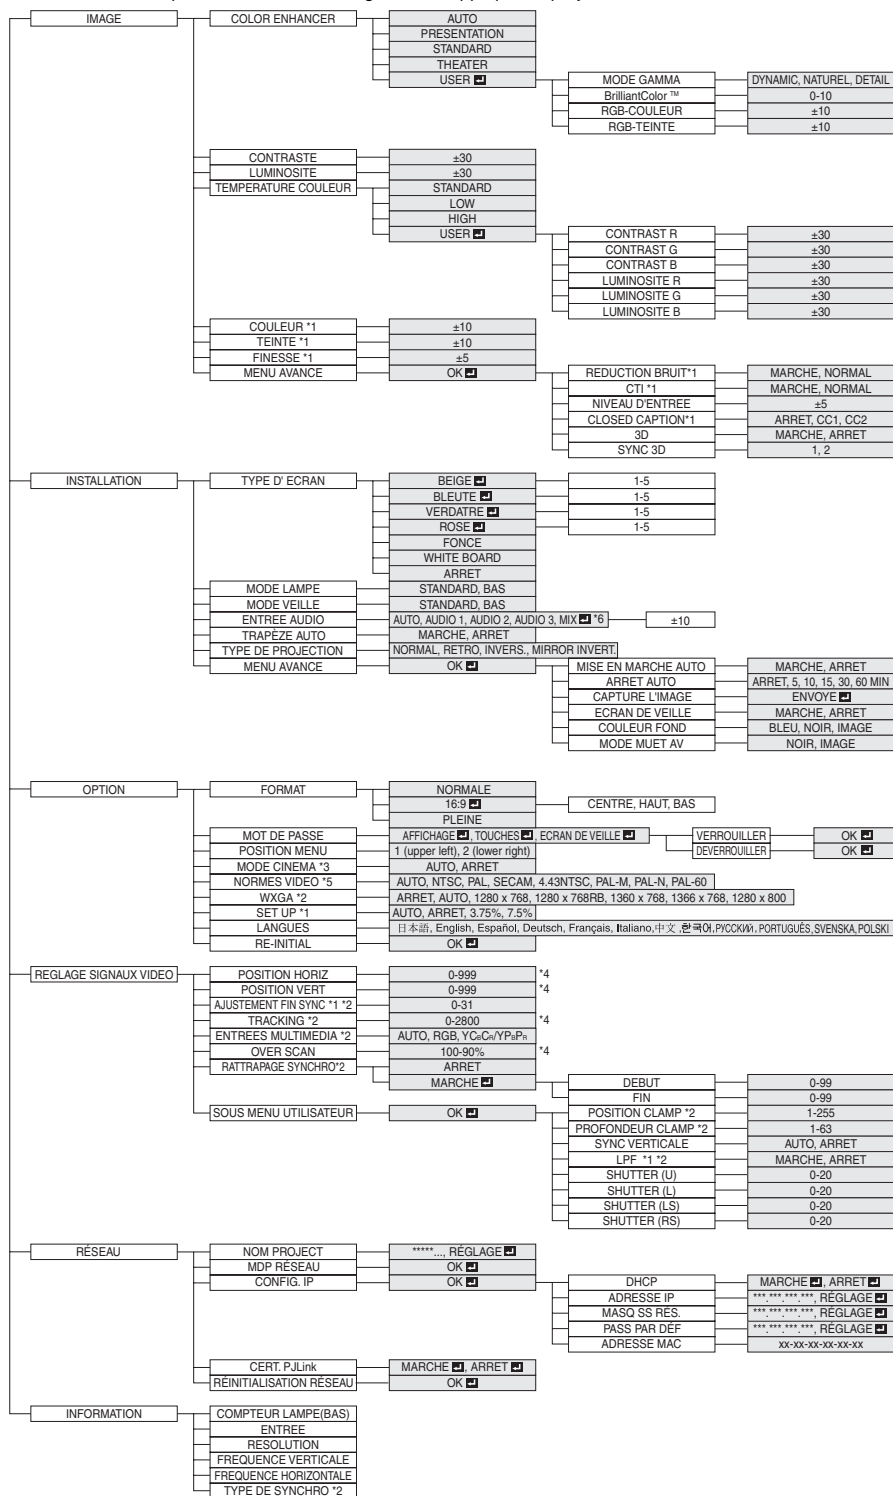 IMAGE COLOR ENHANCER AUTO
PRESENTATION
STANDARD
THEATER
USER MODE GAMMA DYNAMIC, NATUREL, DETAIL
BrilliantColor ™ 0-10
RGB-COULEUR ±10
RGB-TEINTE ±10
CONTRASTE ±30
LUMINOSITE ±30
TEMPERATURE COULEUR STANDARD
LOW
HIGH
USER CONTRAST R ±30
CONTRAST G ±30
CONTRAST B ±30
LUMINOSITE R ±30
LUMINOSITE G ±30
LUMINOSITE B ±30
COULEUR *1 ±10
TEINTE *1 ±10
FINESSE *1 ±5
MENU AVANCE OK REDUCTION BRUIT*1 MARCHE, NORMAL
CTI *1 MARCHE, NORMAL
NIVEAU D'ENTREE ±5
CLOSED CAPTION*1 ARRET, CC1, CC2
3D MARCHE, ARRET
SYNC 3D 1, 2
INSTALLATION TYPE D' ECRAN BEIGE 1-5
BLEUTE 1-5
VERDATRE 1-5
ROSE 1-5
FONCE
WHITE BOARD
ARRET
MODE LAMPE STANDARD, BAS
MODE VEILLE STANDARD, BAS
ENTREE AUDIO AUTO, AUDIO 1, AUDIO 2, AUDIO 3, MIX *6 ±10
TRAPÈZE AUTO MARCHE, ARRET
TYPE DE PROJECTION NORMAL, RETRO, INVERS., MIRROR INVERT.
MENU AVANCE OK MISE EN MARCHE AUTO MARCHE, ARRET
ARRET AUTO ARRET, 5, 10, 15, 30, 60 MIN
CAPTURE L'IMAGE ENVOYE
ECRAN DE VEILLE MARCHE, ARRET
COULEUR FOND BLEU, NOIR, IMAGE
MODE MUET AV NOIR, IMAGE
OPTION FORMAT NORMALE
16:9 CENTRE, HAUT, BAS
PLEINE
MOT DE PASSE AFFICHAGE , TOUCHES , ECRAN DE VEILLE VERROUILLER OK
POSITION MENU 1 (upper left), 2 (lower right) DEVERROUILLER OK
MODE CINEMA *3 AUTO, ARRET
NORMES VIDEO *5 AUTO, NTSC, PAL, SECAM, 4.43NTSC, PAL-M, PAL-N, PAL-60
WXGA *2 ARRET, AUTO, 1280 x 768, 1280 x 768RB, 1360 x 768, 1366 x 768, 1280 x 800
SET UP *1 AUTO, ARRET, 3.75%, 7.5%
LANGUES 日本語, English, Español, Deutsch, Français, Italiano,中文 ,한국어,РУССКИЙ, PORTUGUÊS, SVENSKA, POLSKI
RE-INITIAL OK
REGLAGE SIGNAUX VIDEO POSITION HORIZ 0-999 *4
POSITION VERT 0-999 *4
AJUSTEMENT FIN SYNC *1 *2 0-31
TRACKING *2 0-2800 *4
ENTREES MULTIMEDIA *2 AUTO, RGB, YCBCR/YPBPR
OVER SCAN 100-90% *4
RATTRAPAGE SYNCHRO*2 ARRET
MARCHE DEBUT 0-99
FIN 0-99
SOUS MENU UTILISATEUR OK POSITION CLAMP *2 1-255
PROFONDEUR CLAMP *2 1-63
SYNC VERTICALE AUTO, ARRET
LPF *1 *2 MARCHE, ARRET
SHUTTER (U) 0-20
SHUTTER (L) 0-20
SHUTTER (LS) 0-20
SHUTTER (RS) 0-20
RÉSEAU NOM PROJECT *****..., RÉGLAGE
MDP RÉSEAU OK
CONFIG. IP OK DHCP MARCHE , ARRET
ADRESSE IP ***.***.***.***, RÉGLAGE
MASQ SS RÉS. ***.***.***.***, RÉGLAGE
PASS PAR DÉF ***.***.***.***, RÉGLAGE
ADRESSE MAC xx-xx-xx-xx-xx-xx
CERT. PJLink MARCHE , ARRET
RÉINITIALISATION RÉSEAU OK
INFORMATION COMPTEUR LAMPE(BAS)
ENTREE
RESOLUTION
FREQUENCE VERTICALE
FREQUENCE HORIZONTALE
TYPE DE SYNCHRO *2